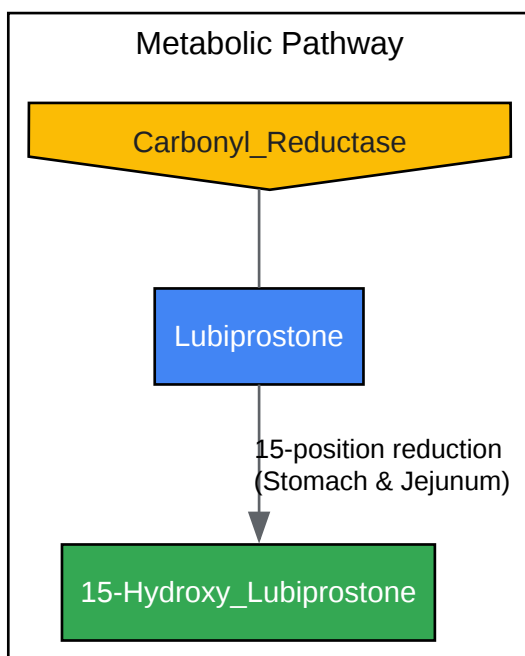 Metabolic Pathway
Carbonyl_Reductase
Lubiprostone
15-position reduction
(Stomach & Jejunum)
15-Hydroxy_Lubiprostone